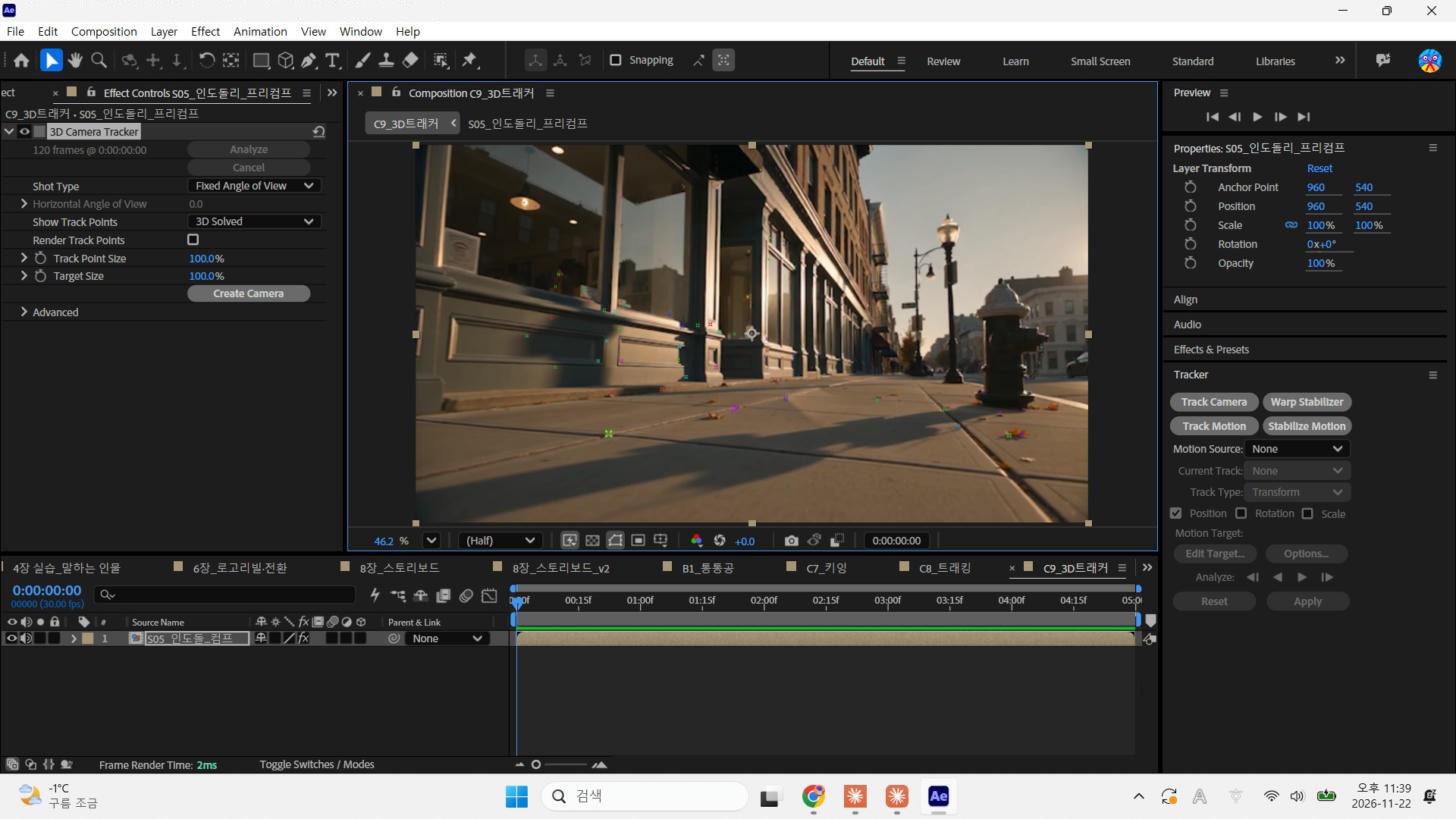 Ae
File Edit Composition Layer Effect Animation View Window Help
Snapping
Default Review Learn Small Screen Standard Libraries
ect
Effect Controls S05_인도돌리_프리컴프
C9_3D트래커 • S05_인도돌리_프리컴프
3D Camera Tracker
120 frames @ 0:00:00:00 Analyze
Cancel
Shot Type Fixed Angle of View
Horizontal Angle of View 0.0
Show Track Points 3D Solved
Render Track Points
Track Point Size 100.0%
Target Size 100.0%
Create Camera
Advanced
Composition C9_3D트래커
C9_3D트래커 S05_인도돌리_프리컴프
46.2 % (Half) +0.0 0:00:00:00
Preview
Properties: S05_인도돌리_프리컴프
Layer Transform Reset
Anchor Point 960 540
Position 960 540
Scale 100% 100%
Rotation 0x+0°
Opacity 100%
Align
Audio
Effects & Presets
Tracker
Track Camera Warp Stabilizer
Track Motion Stabilize Motion
Motion Source: None
Current Track: None
Track Type: Transform
Position Rotation Scale
Motion Target:
Edit Target... Options...
Analyze:
Reset Apply
4장 실습_말하는 인물 6장_로고리빌.전환 8장_스토리보드 8장_스토리보드_v2 B1_통통공 C7_키잉 C8_트래킹 C9_3D트래커
0:00:00:00
00000 (30.00 fps)
:00f 00:15f 01:00f 01:15f 02:00f 02:15f 03:00f 03:15f 04:00f 04:15f 05:0
# Source Name fx Parent & Link
1 S05_인도돌_컴프 fx None
Frame Render Time: 2ms Toggle Switches / Modes
-1°C
구름 조금
검색
Ae
A
오후 11:39
2026-11-22